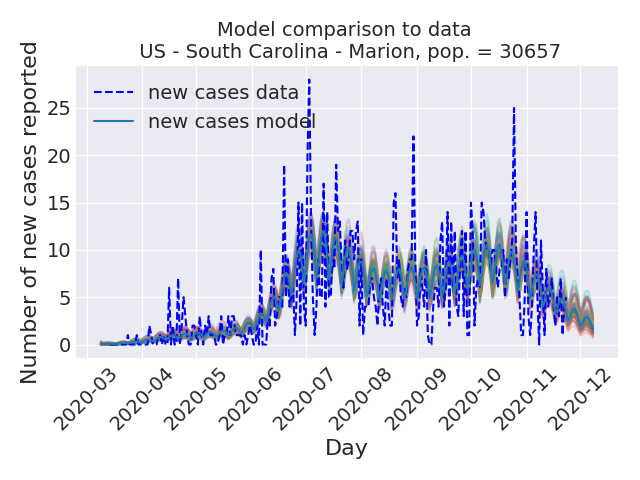 Model comparison to data
US - South Carolina - Marion, pop. = 30657
Number of new cases reported
25
20
15
10
5
0
new cases data
new cases model
2020-03
2020-04
2020-05
2020-06
2020-07
2020-08
2020-09
2020-10
2020-11
2020-12
Day